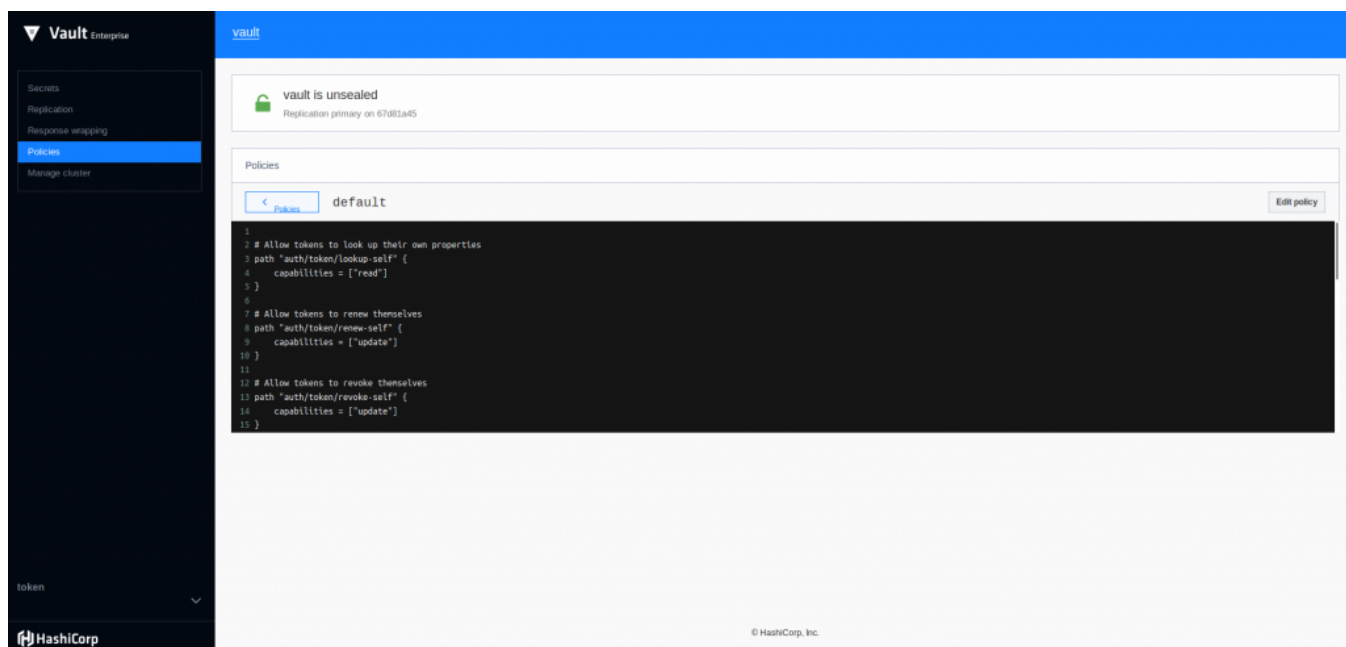 Vault Enterprise
vault
Secrets
Replication
Response wrapping
Policies
Manage cluster
vault is unsealed
Replication primary on 67d81a45
Policies
Policies
default
Edit policy
1
2 # Allow tokens to look up their own properties
3 path "auth/token/lookup-self" {
4     capabilities = ["read"]
5 }
6
7 # Allow tokens to renew themselves
8 path "auth/token/renew-self" {
9     capabilities = ["update"]
10 }
11
12 # Allow tokens to revoke themselves
13 path "auth/token/revoke-self" {
14     capabilities = ["update"]
15 }
token
HashiCorp
© HashiCorp, Inc.